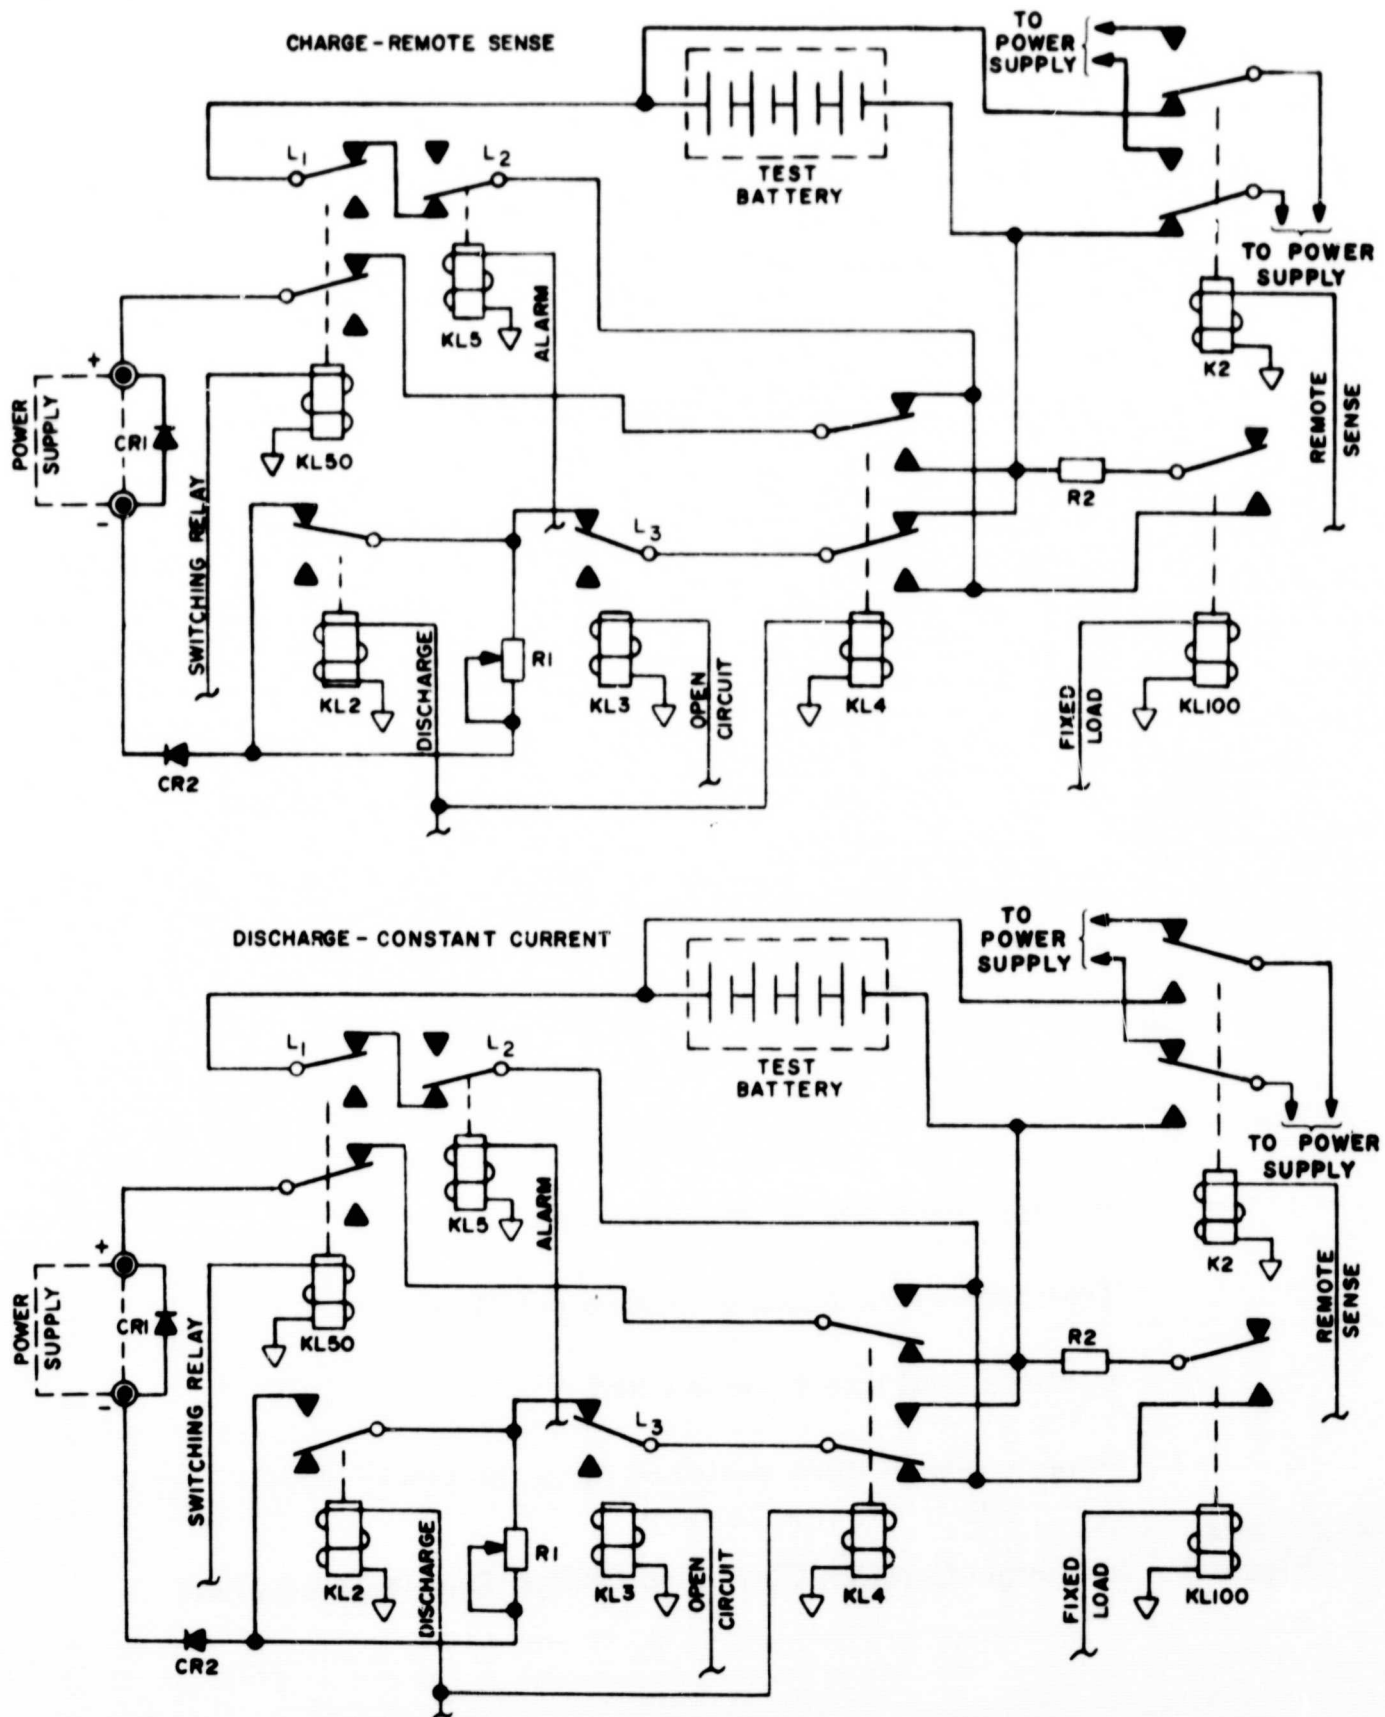 CHARGE - REMOTE SENSE
TO
POWER
SUPPLY
TEST
BATTERY
L1
L2
TO POWER
SUPPLY
KL5
ALARM
K2
REMOTE
SENSE
+
POWER
SUPPLY
CR1
-
KL50
SWITCHING RELAY
R2
L3
KL2
DISCHARGE
R1
KL3
OPEN
CIRCUIT
KL4
FIXED
LOAD
KL100
CR2
DISCHARGE - CONSTANT CURRENT
TO
POWER
SUPPLY
TEST
BATTERY
L1
L2
TO POWER
SUPPLY
KL5
ALARM
K2
REMOTE
SENSE
+
POWER
SUPPLY
CR1
-
KL50
SWITCHING RELAY
R2
L3
KL2
DISCHARGE
R1
KL3
OPEN
CIRCUIT
KL4
FIXED
LOAD
KL100
CR2